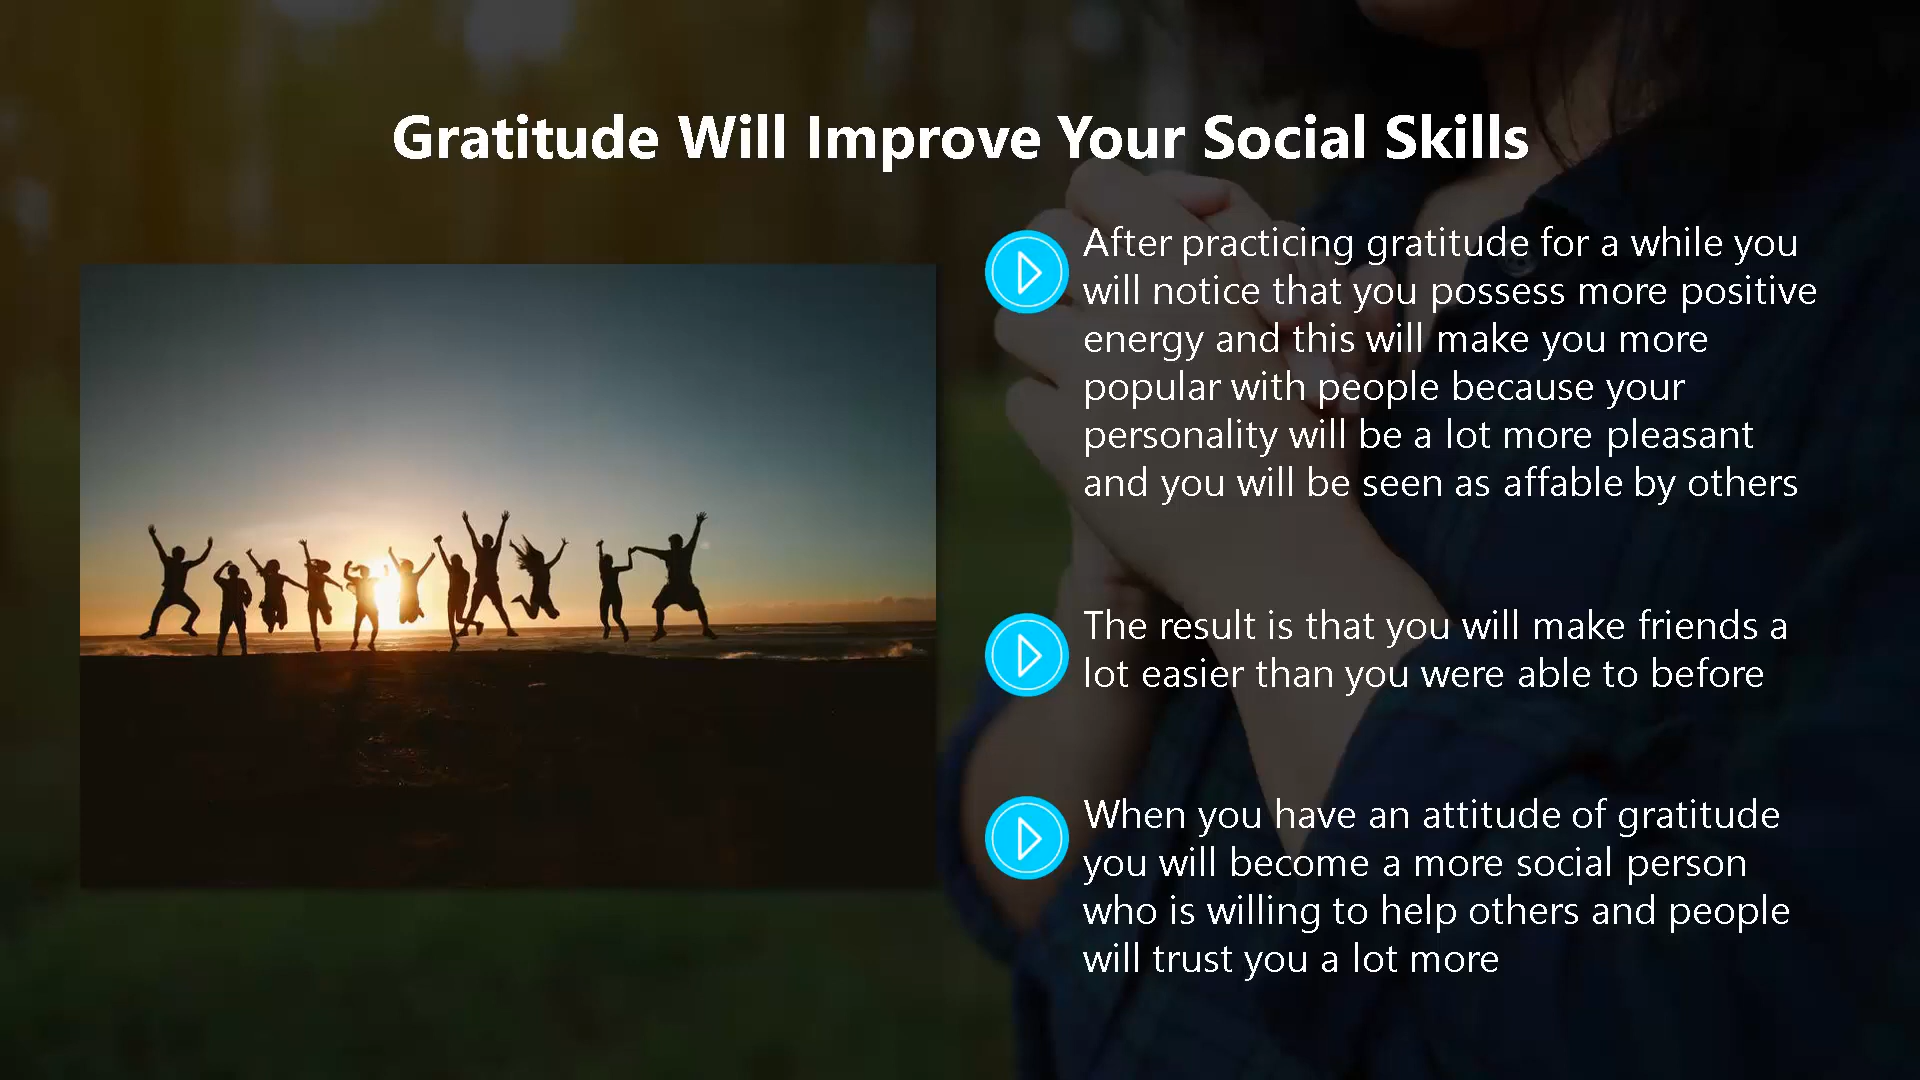 Gratitude Will Improve Your Social Skills
After practicing gratitude for a while you
will notice that you possess more positive
energy and this will make you more
popular with people because your
personality will be a lot more pleasant
and you will be seen as affable by others
The result is that you will make friends a
lot easier than you were able to before
When you have an attitude of gratitude
you will become a more social person
who is willing to help others and people
will trust you a lot more